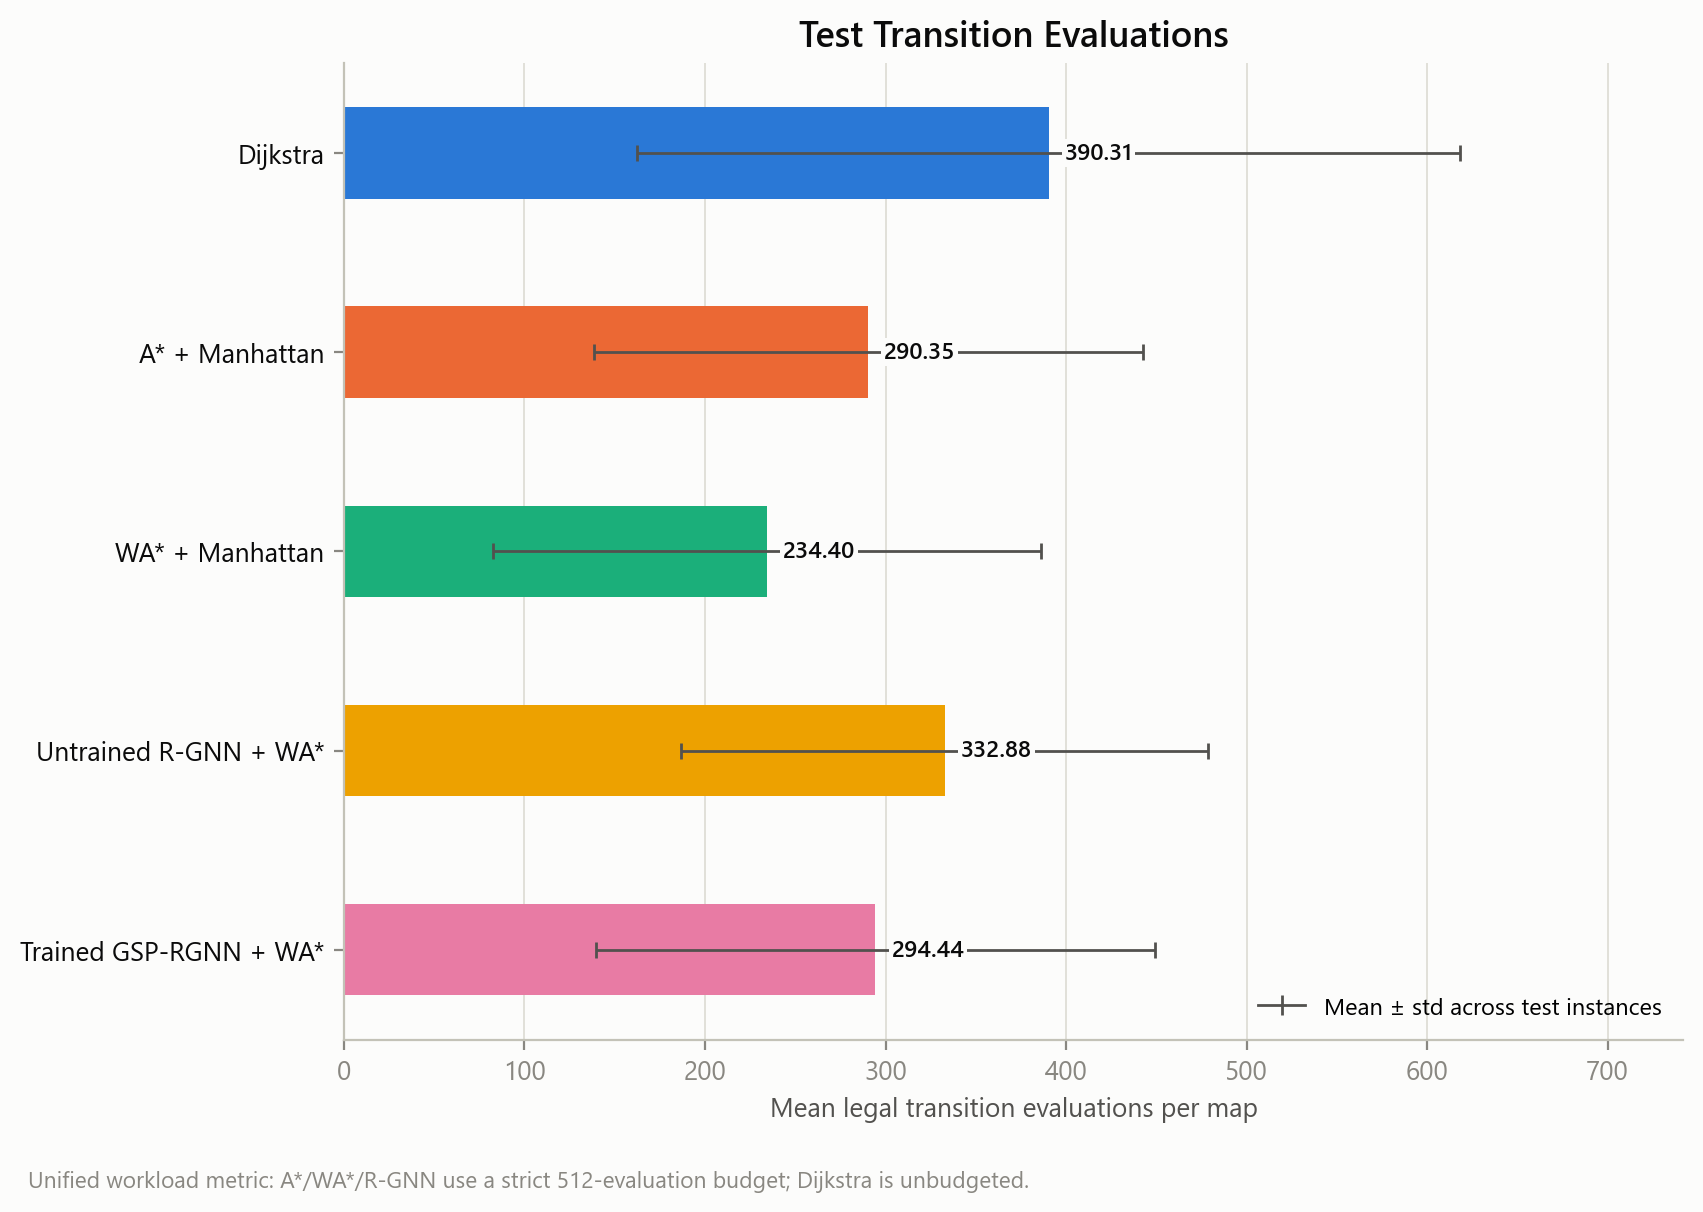 Test Transition Evaluations
Dijkstra
390.31
A* + Manhattan
290.35
WA* + Manhattan
234.40
Untrained R-GNN + WA*
332.88
Trained GSP-RGNN + WA*
294.44
Mean ± std across test instances
0 100 200 300 400 500 600 700
Mean legal transition evaluations per map
Unified workload metric: A*/WA*/R-GNN use a strict 512-evaluation budget; Dijkstra is unbudgeted.